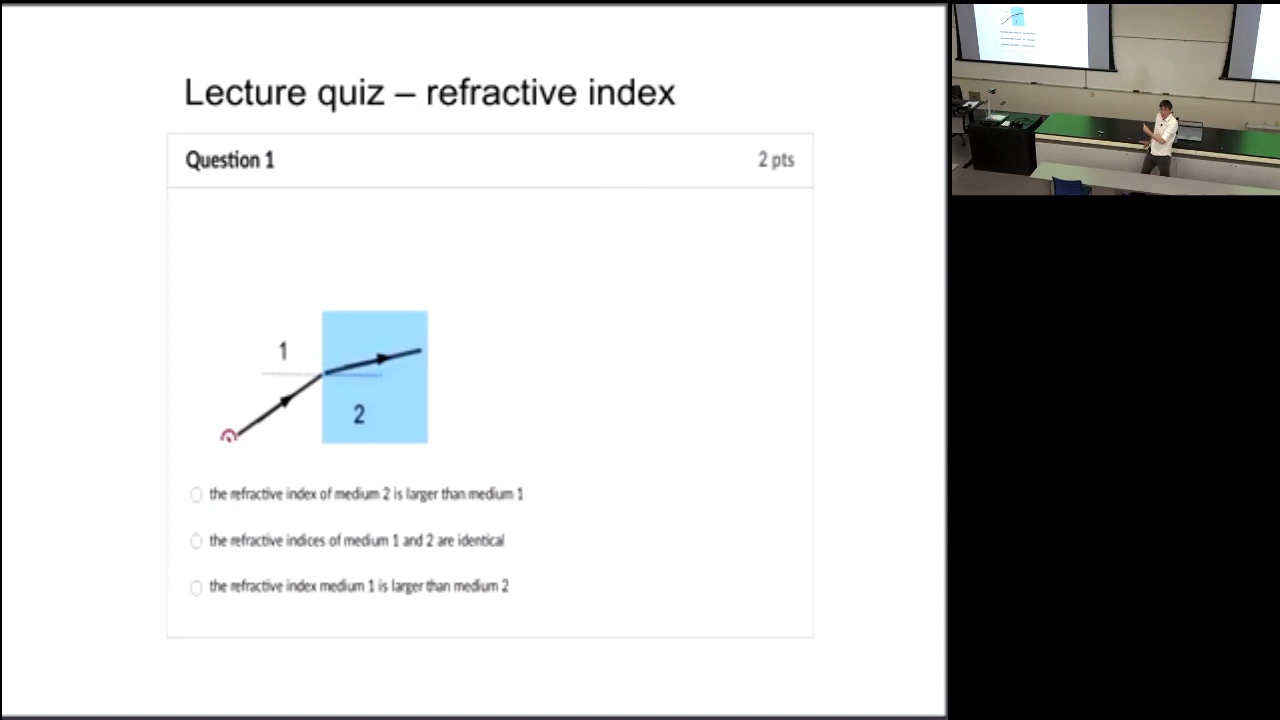 Lecture quiz – refractive index
Question 1
2 pts
1
2
the refractive index of medium 2 is larger than medium 1
the refractive indices of medium 1 and 2 are identical
the refractive index medium 1 is larger than medium 2